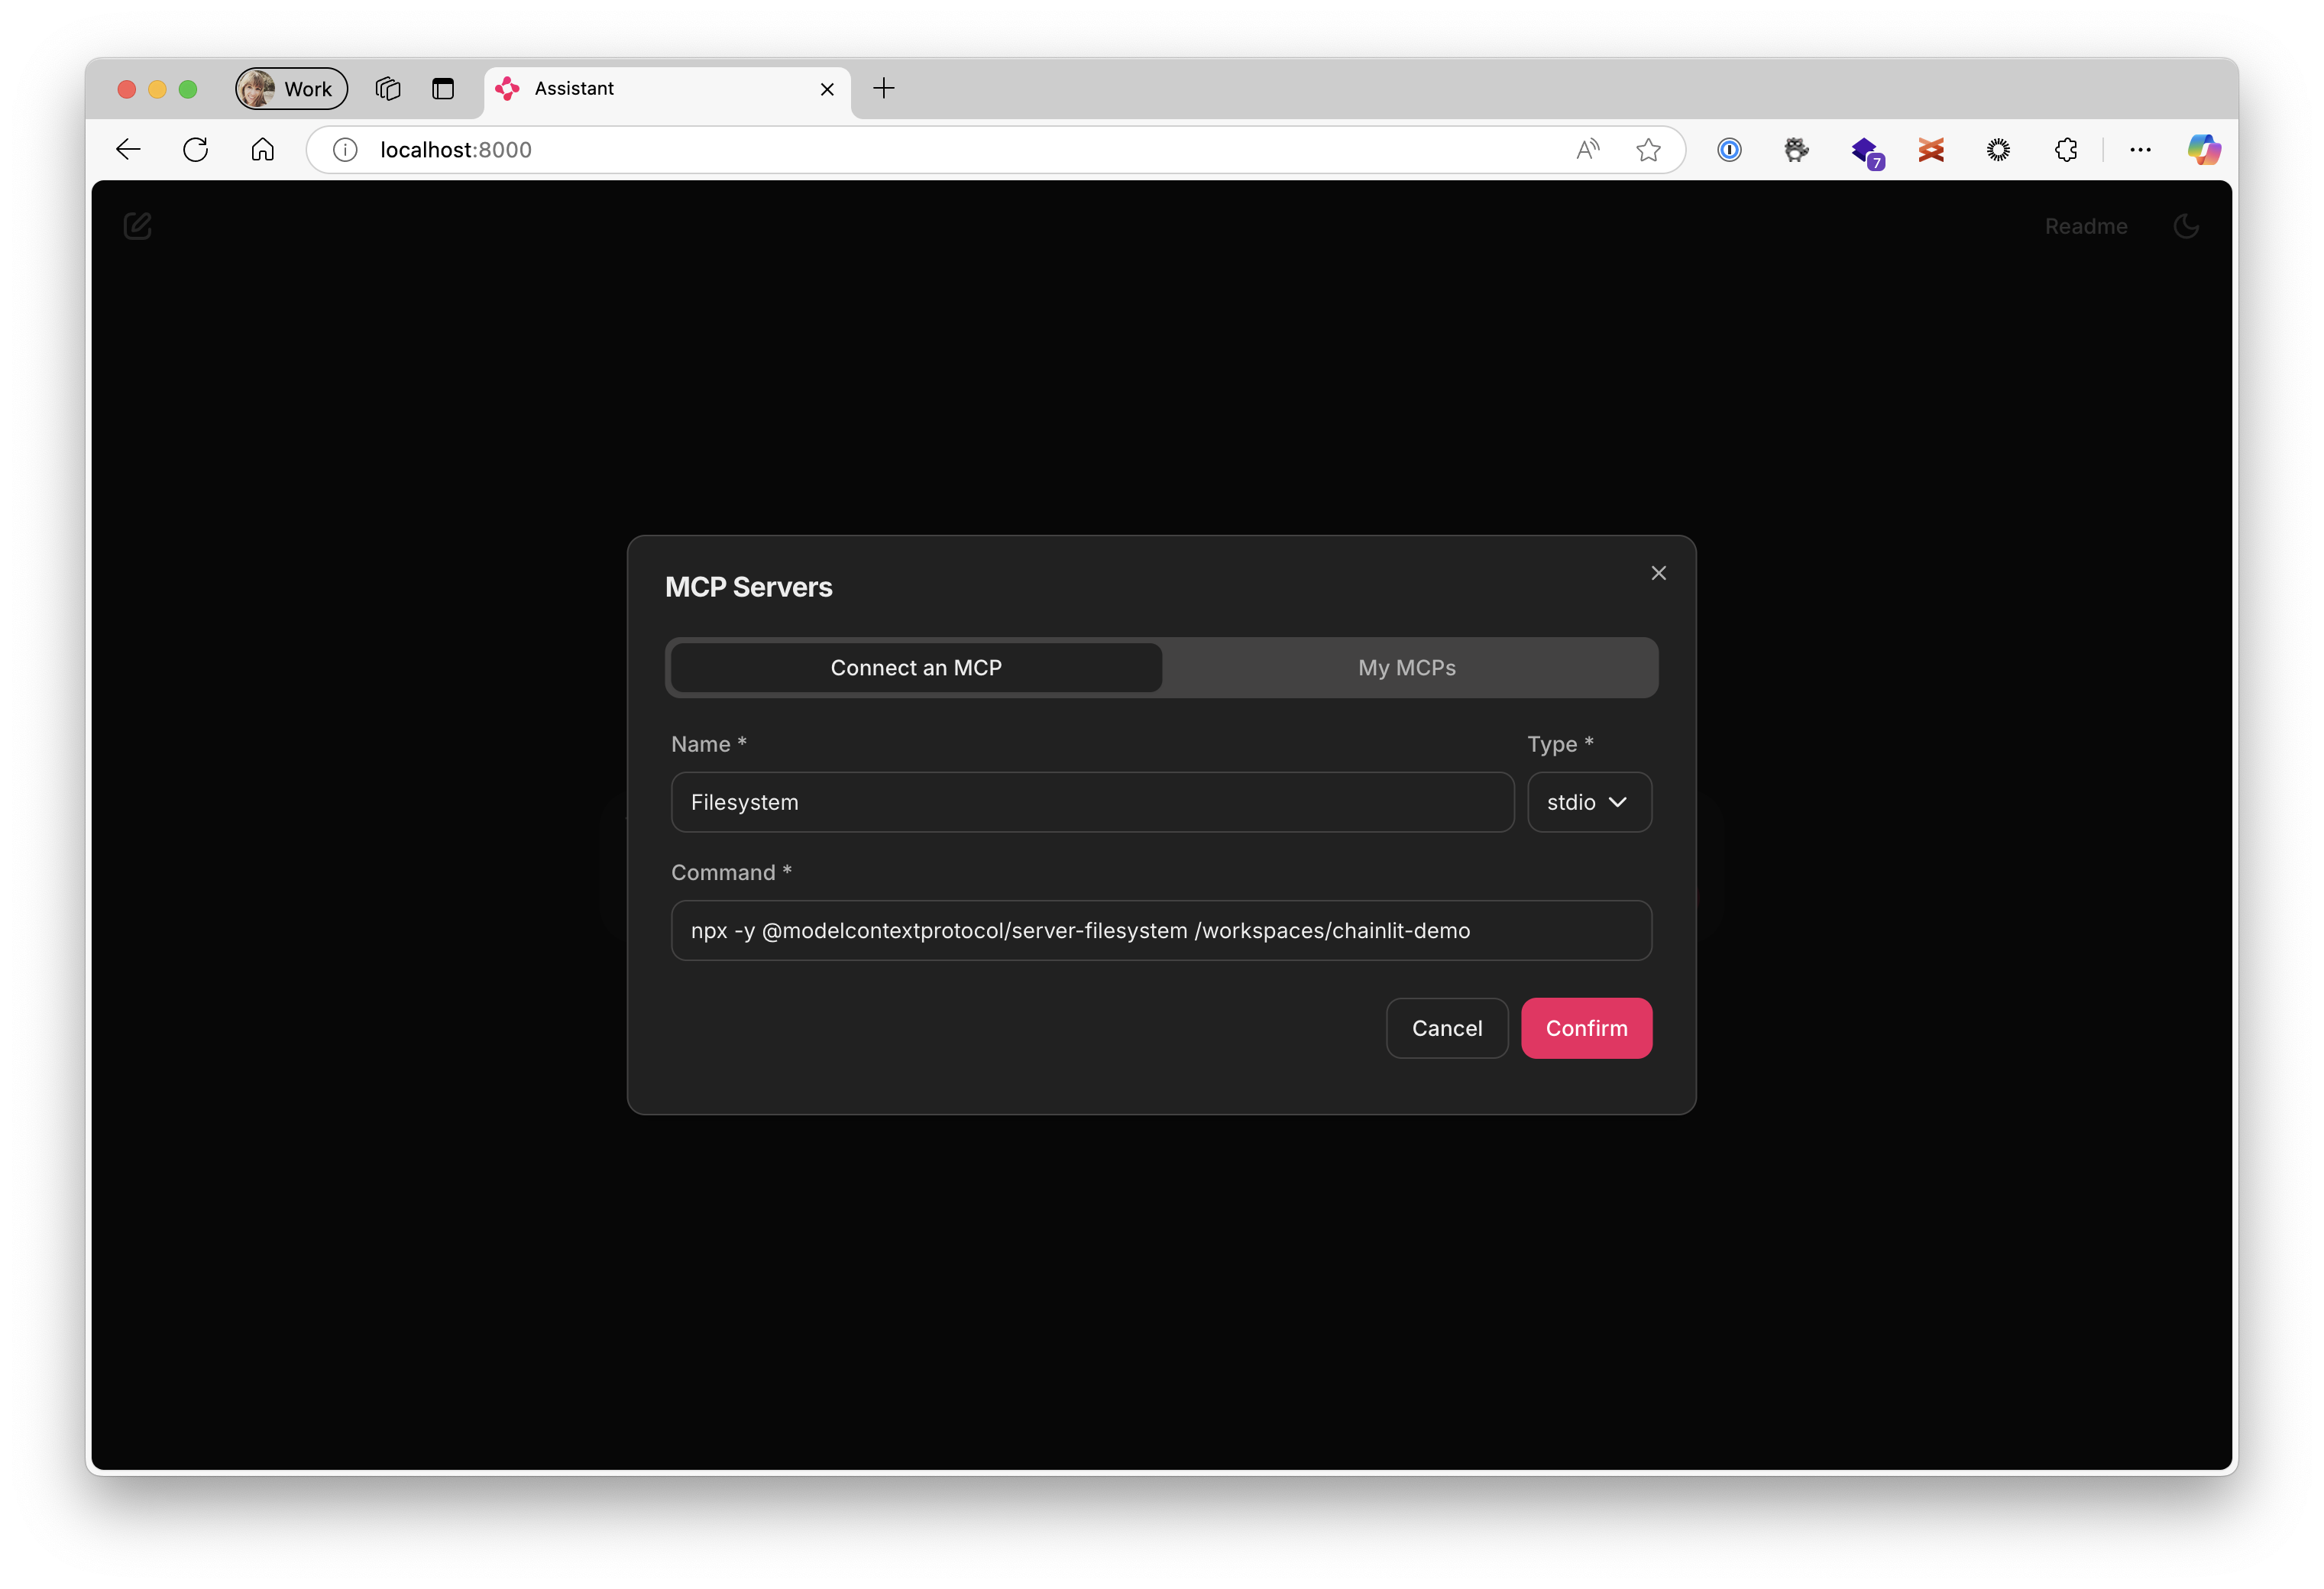 Work
Assistant
localhost:8000
7
Readme
MCP Servers
Connect an MCP
My MCPs
Name *
Type *
Filesystem
stdio
Command *
npx -y @modelcontextprotocol/server-filesystem /workspaces/chainlit-demo
Cancel
Confirm